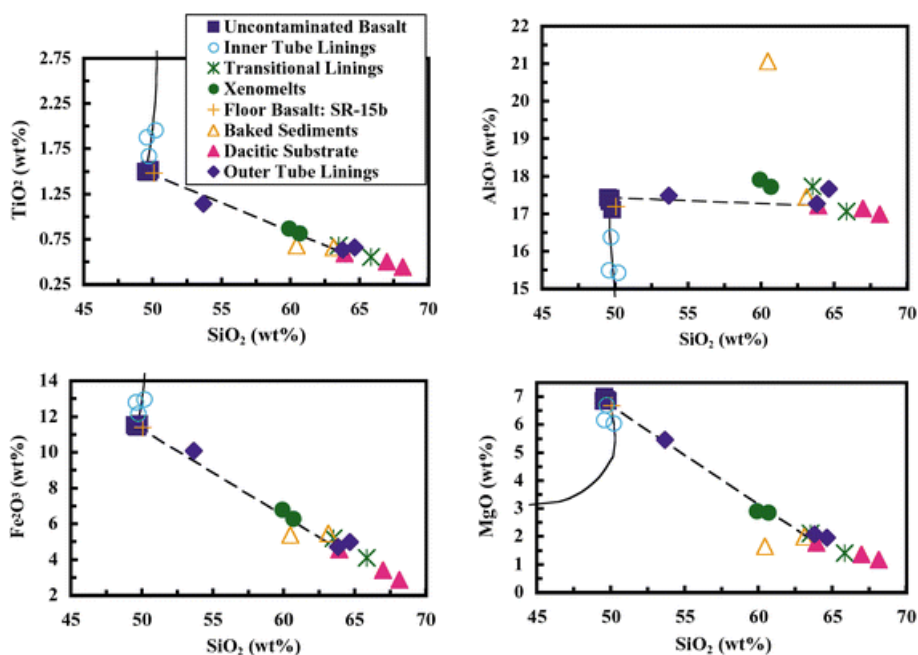 Uncontaminated Basalt
Inner Tube Linings
Transitional Linings
Xenomelts
Floor Basalt: SR-15b
Baked Sediments
Dacitic Substrate
Outer Tube Linings
TiO² (wt%)
2.75
2.25
1.75
1.25
0.75
0.25
45 50 55 60 65 70
SiO₂ (wt%)
Al²O³ (wt%)
22
21
20
19
18
17
16
15
45 50 55 60 65 70
SiO₂ (wt%)
Fe²O³ (wt%)
14
12
10
8
6
4
2
45 50 55 60 65 70
SiO₂ (wt%)
MgO (wt%)
7
6
5
4
3
2
1
0
45 50 55 60 65 70
SiO₂ (wt%)